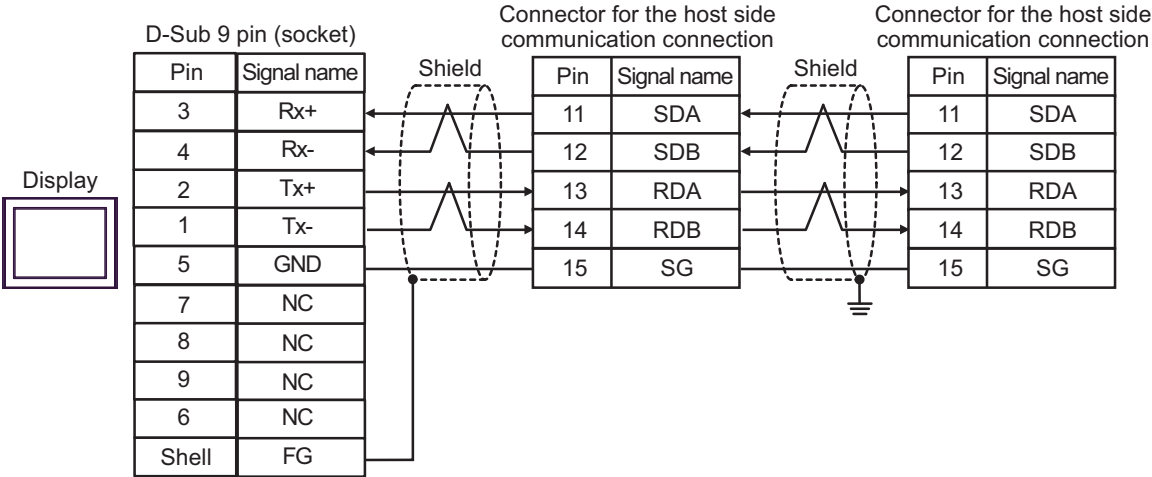 D-Sub 9 pin (socket)
Connector for the host side
communication connection
Connector for the host side
communication connection
Display
Pin Signal name
3 Rx+
4 Rx-
2 Tx+
1 Tx-
5 GND
7 NC
8 NC
9 NC
6 NC
Shell FG
Shield
Pin Signal name
11 SDA
12 SDB
13 RDA
14 RDB
15 SG
Shield
Pin Signal name
11 SDA
12 SDB
13 RDA
14 RDB
15 SG